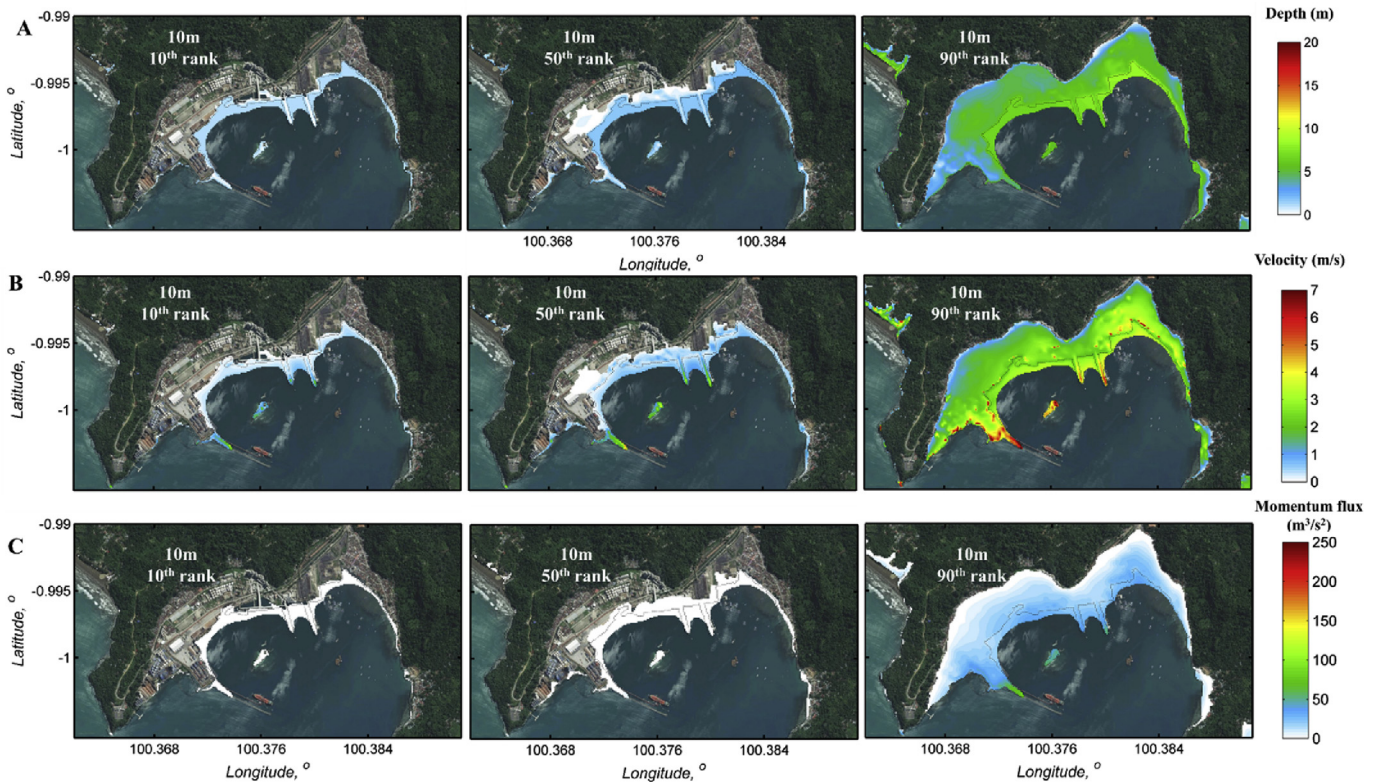 A
10m
10th rank
10m
50th rank
10m
90th rank
Depth (m)
20
15
10
5
0
-0.99
-0.995
-1
Latitude, o
100.368
100.376
100.384
Longitude, o
B
10m
10th rank
10m
50th rank
10m
90th rank
Velocity (m/s)
7
6
5
4
3
2
1
0
-0.99
-0.995
-1
Latitude, o
C
10m
10th rank
10m
50th rank
10m
90th rank
Momentum flux
(m3/s2)
250
200
150
100
50
0
-0.99
-0.995
-1
Latitude, o
100.368
100.376
100.384
100.368
100.376
100.384
100.368
100.376
100.384
Longitude, o
Longitude, o
Longitude, o